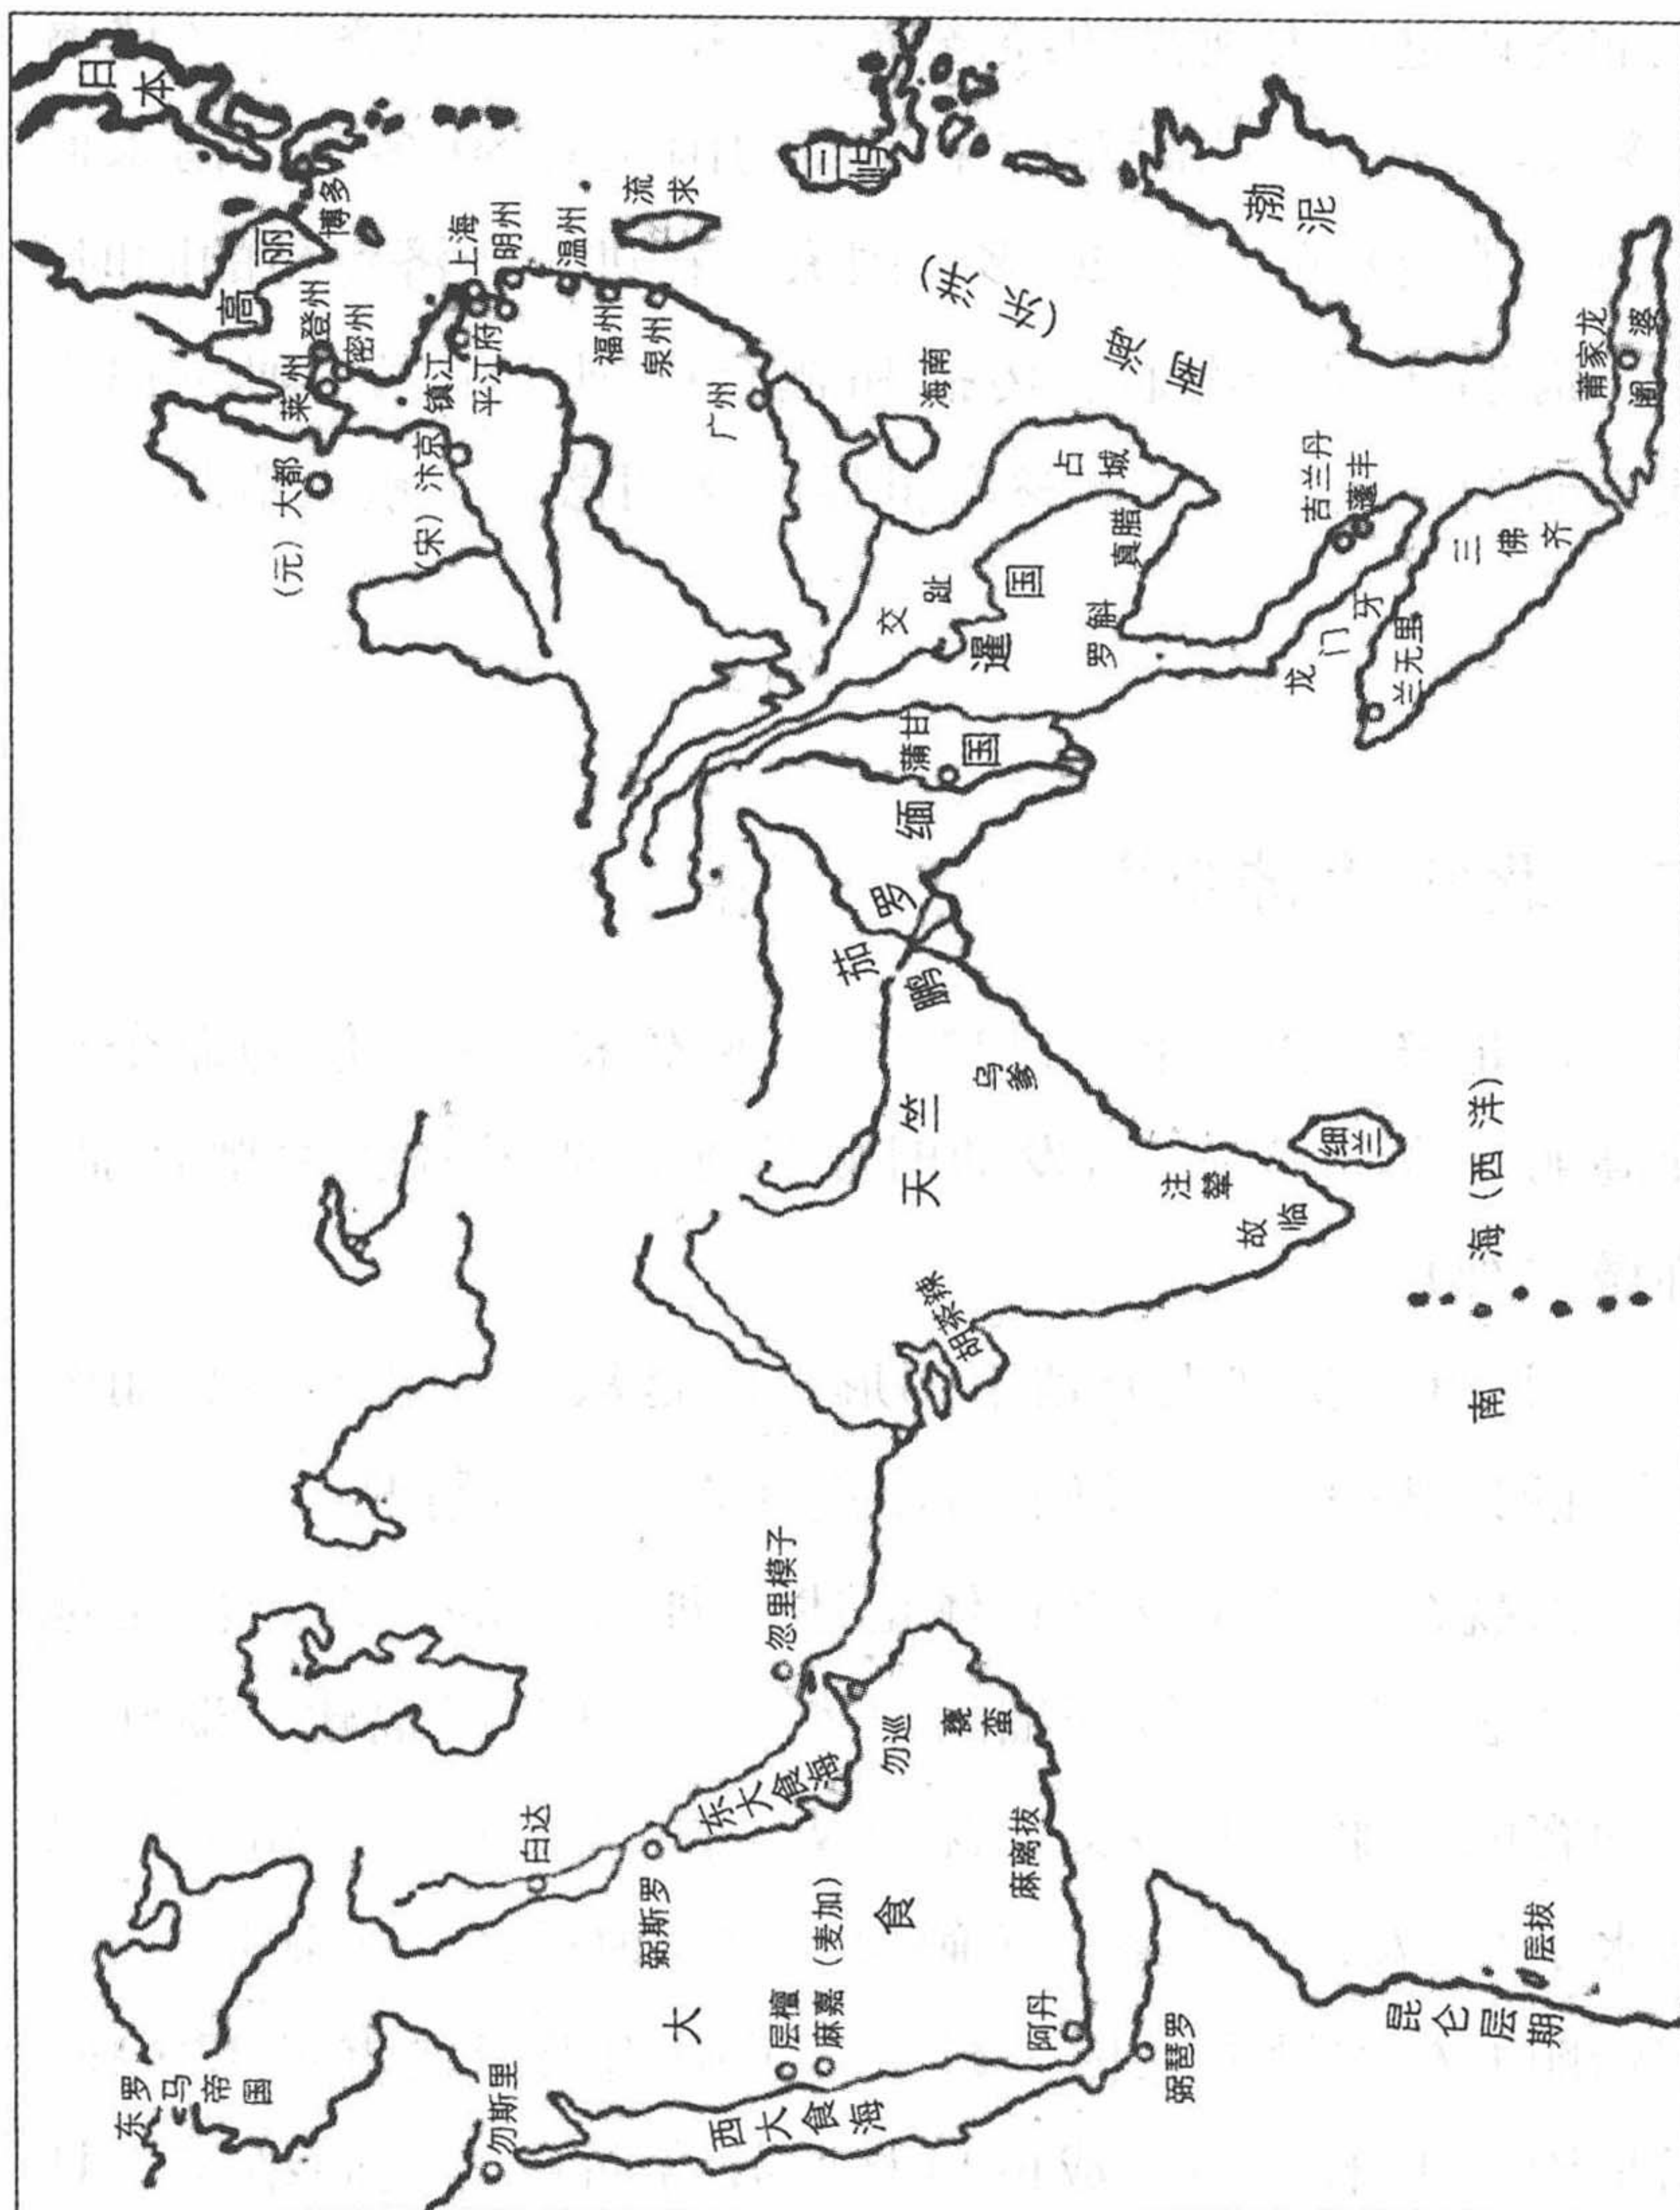 东罗马帝国
勿斯里
白达
弼斯罗
大食
层檀
麻嘉（麦加）
西大食海
东大食海
忽里模子
勿巡
瓮蛮
麻离拔
阿丹
弼琶罗
昆仑层期
层拔
天竺
胡茶辣
乌爹
注辇
故临
细兰
南海（西洋）
鹏茄罗
缅国
蒲甘
暹国
罗斛
真腊
占城
交趾
龙牙门
吉兰丹
蓬丰
兰无里
三佛齐
莆家龙
阇婆
渤泥
三屿
南海（东洋）
海南
广州
泉州
福州
温州
明州
上海
平江府
镇江
（宋）汴京
（元）大都
莱州
登州
密州
高丽
博多
日本
流求